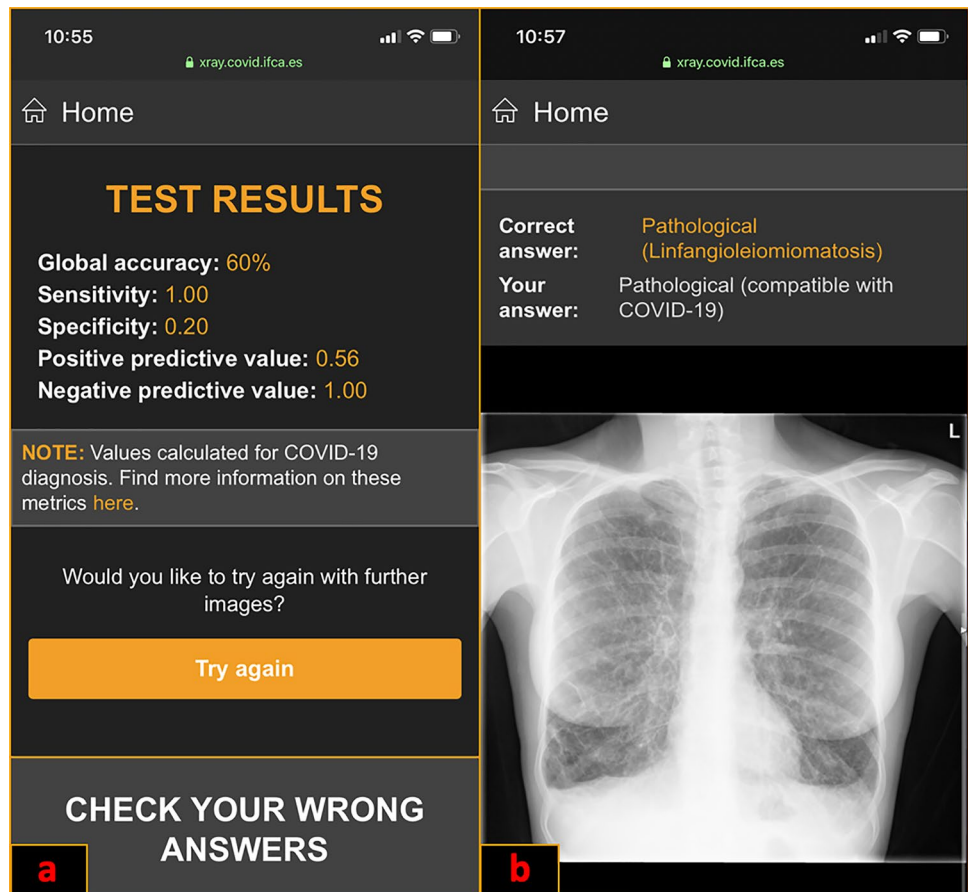 10:55
xray.covid.ifca.es
Home
TEST RESULTS
Global accuracy: 60%
Sensitivity: 1.00
Specificity: 0.20
Positive predictive value: 0.56
Negative predictive value: 1.00
NOTE: Values calculated for COVID-19
diagnosis. Find more information on these
metrics here.
Would you like to try again with further
images?
Try again
CHECK YOUR WRONG
ANSWERS
a
10:57
xray.covid.ifca.es
Home
Correct answer: Pathological
(Linfangioleiomiomatosis)
Your answer: Pathological (compatible with
COVID-19)
L
b